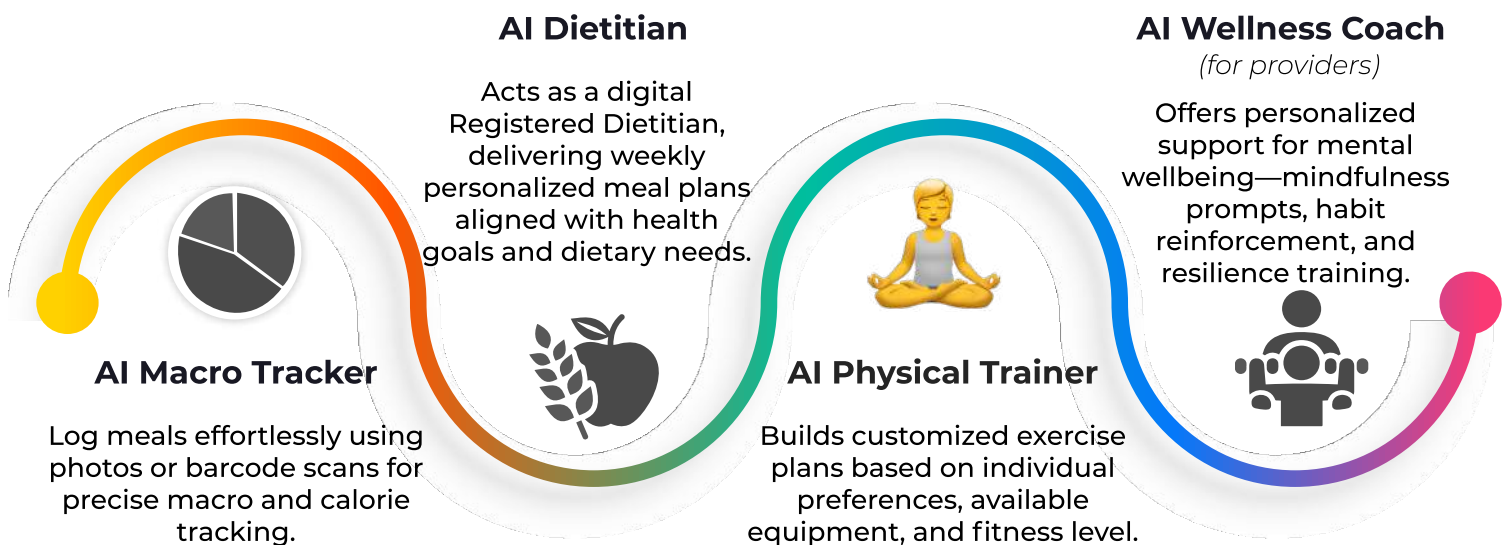 AI Dietitian
Acts as a digital
Registered Dietitian,
delivering weekly
personalized meal plans
aligned with health
goals and dietary needs.
AI Wellness Coach
(for providers)
Offers personalized
support for mental
wellbeing—mindfulness
prompts, habit
reinforcement, and
resilience training.
AI Macro Tracker
Log meals effortlessly using
photos or barcode scans for
precise macro and calorie
tracking.
AI Physical Trainer
Builds customized exercise
plans based on individual
preferences, available
equipment, and fitness level.